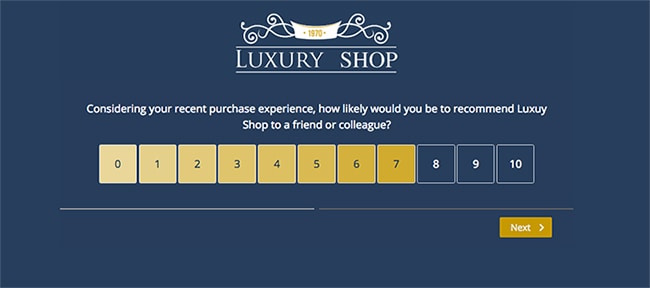 · 1970 ·
LUXURY SHOP
Considering your recent purchase experience, how likely would you be to recommend Luxuy
Shop to a friend or colleague?
0 1 2 3 4 5 6 7 8 9 10
Next